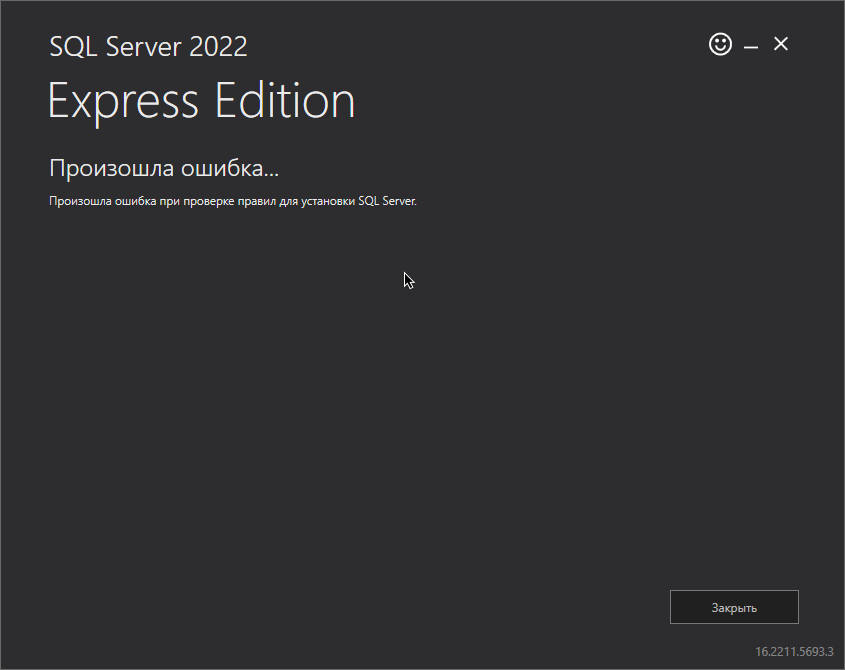 SQL Server 2022
Express Edition
Произошла ошибка...
Произошла ошибка при проверке правил для установки SQL Server.
Закрыть
16.2211.5693.3